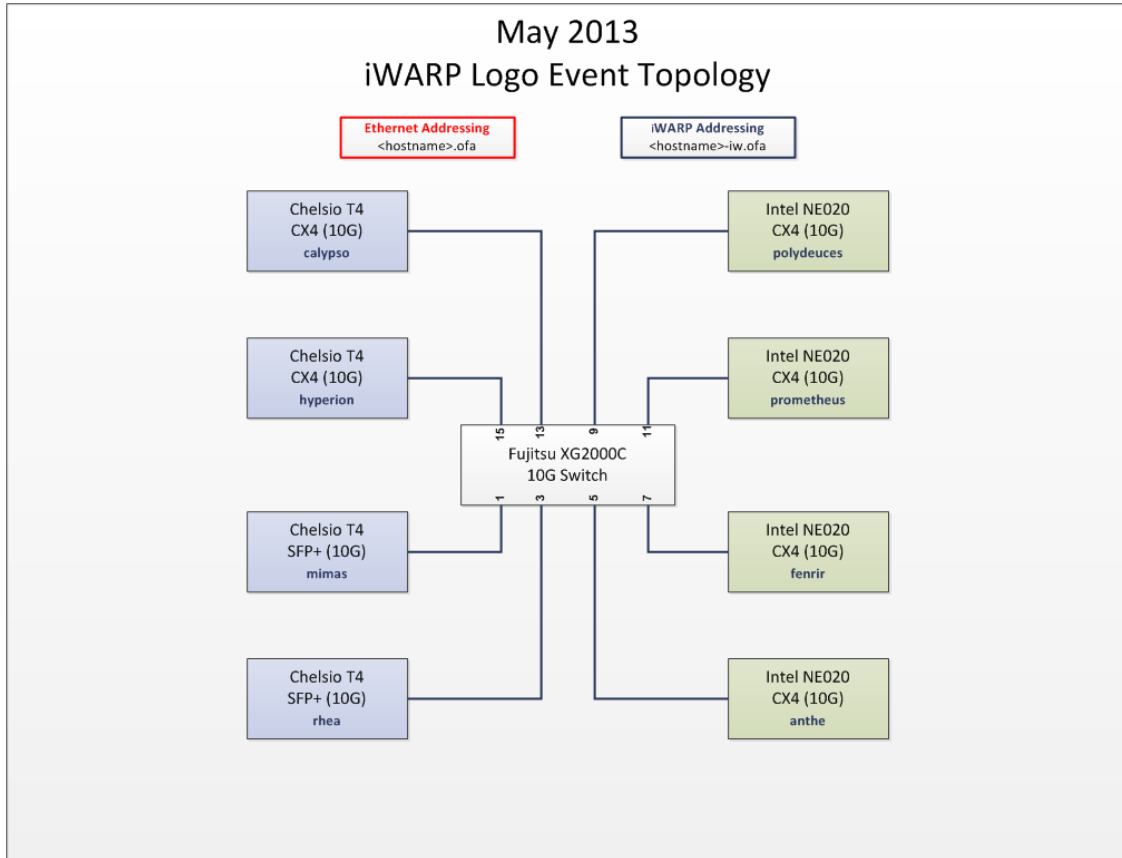 May 2013
iWARP Logo Event Topology
Ethernet Addressing
<hostname>.ofa
iWARP Addressing
<hostname>-iw.ofa
Chelsio T4
CX4 (10G)
calypso
Intel NE020
CX4 (10G)
polydeuces
Chelsio T4
CX4 (10G)
hyperion
Intel NE020
CX4 (10G)
prometheus
15
13
9
11
Fujitsu XG2000C
10G Switch
1
3
5
7
Chelsio T4
SFP+ (10G)
mimas
Intel NE020
CX4 (10G)
fenrir
Chelsio T4
SFP+ (10G)
rhea
Intel NE020
CX4 (10G)
anthe